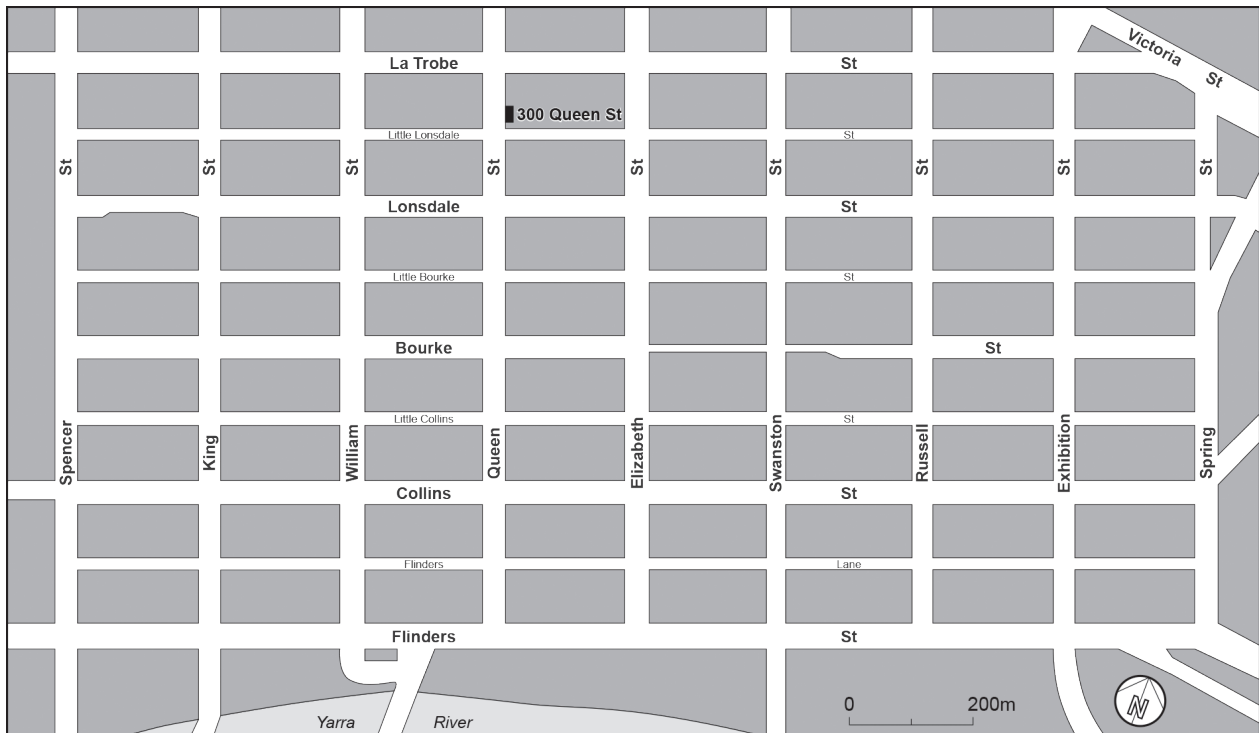 Victoria
St
La Trobe St
300 Queen St
Little Lonsdale St
St St St St St St St St St
Lonsdale St
Little Bourke St
Bourke St
Little Collins St
Spencer King William Queen Elizabeth Swanston Russell Exhibition Spring
Collins St
Flinders Lane
Flinders St
0 200m
N
Yarra River